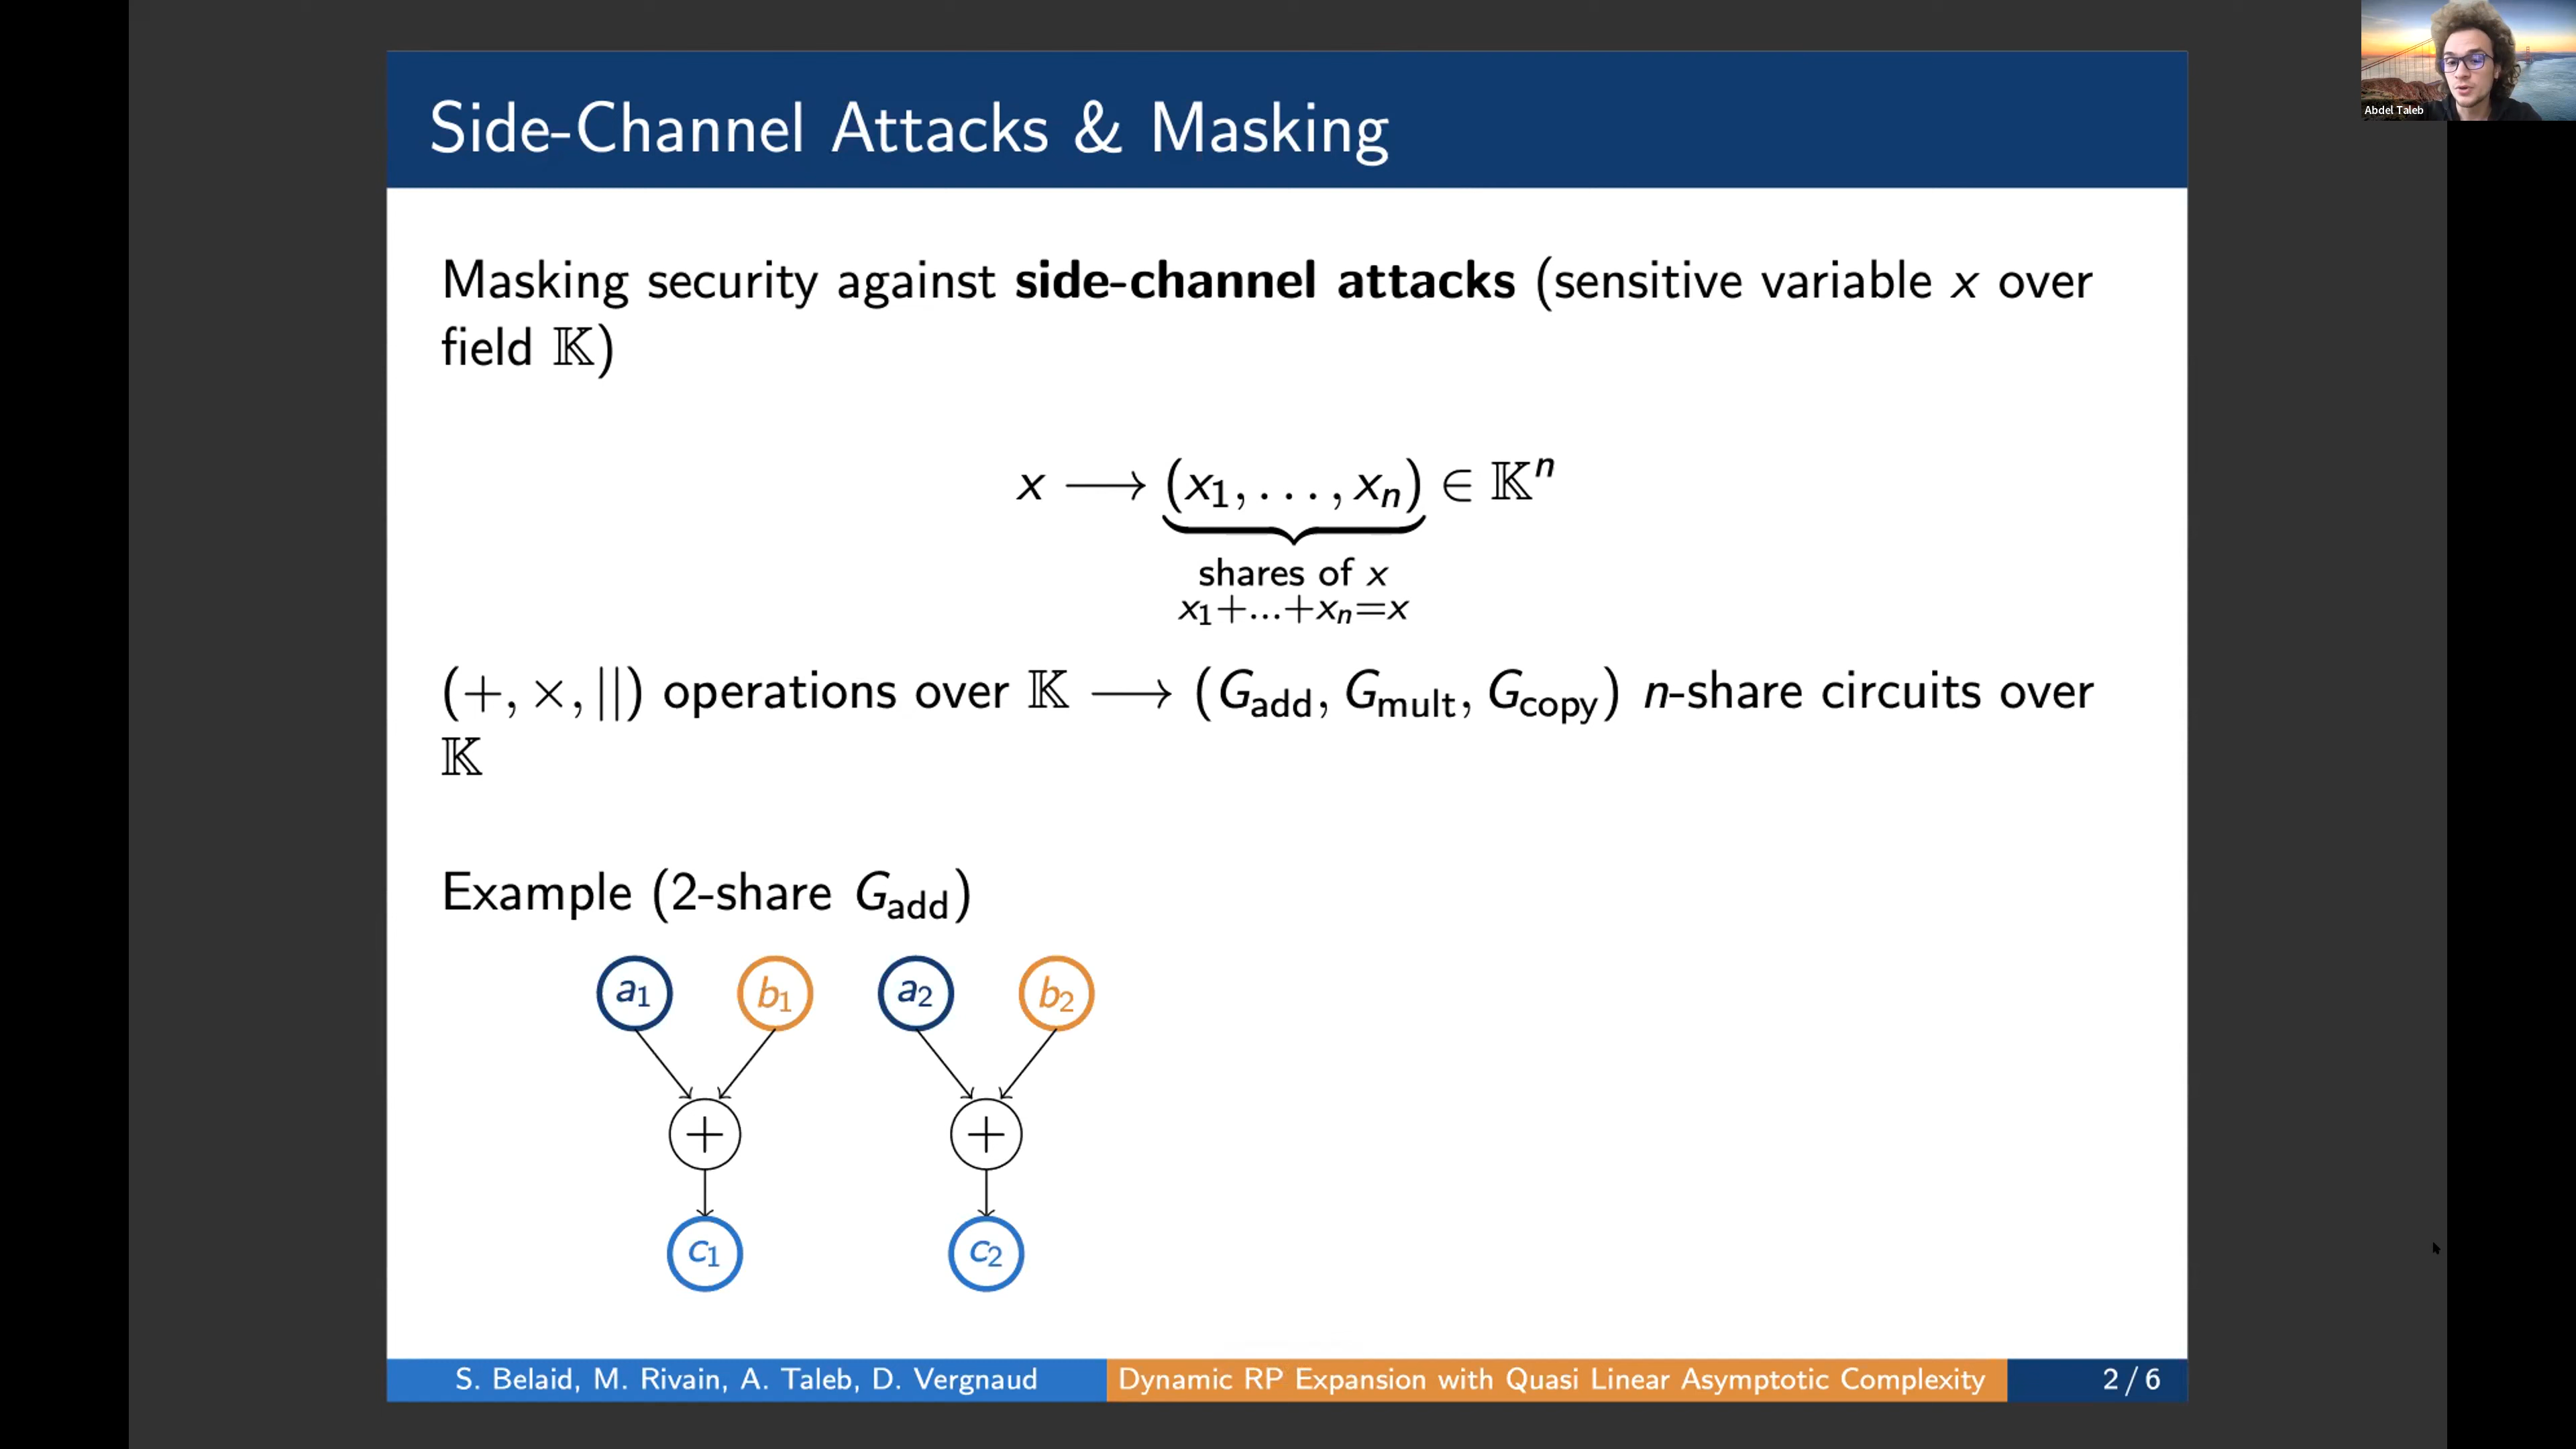 Abdel Taleb
Side-Channel Attacks & Masking
Masking security against side-channel attacks (sensitive variable x over
field 𝕂)
x ⟶ (x₁, . . . , xₙ) ∈ 𝕂ⁿ
shares of x
x₁+...+xₙ=x
(+, ×, ||) operations over 𝕂 ⟶ (G_add, G_mult, G_copy) n-share circuits over
𝕂
Example (2-share G_add)
a₁ b₁ a₂ b₂
+ +
c₁ c₂
S. Belaid, M. Rivain, A. Taleb, D. Vergnaud Dynamic RP Expansion with Quasi Linear Asymptotic Complexity 2 / 6